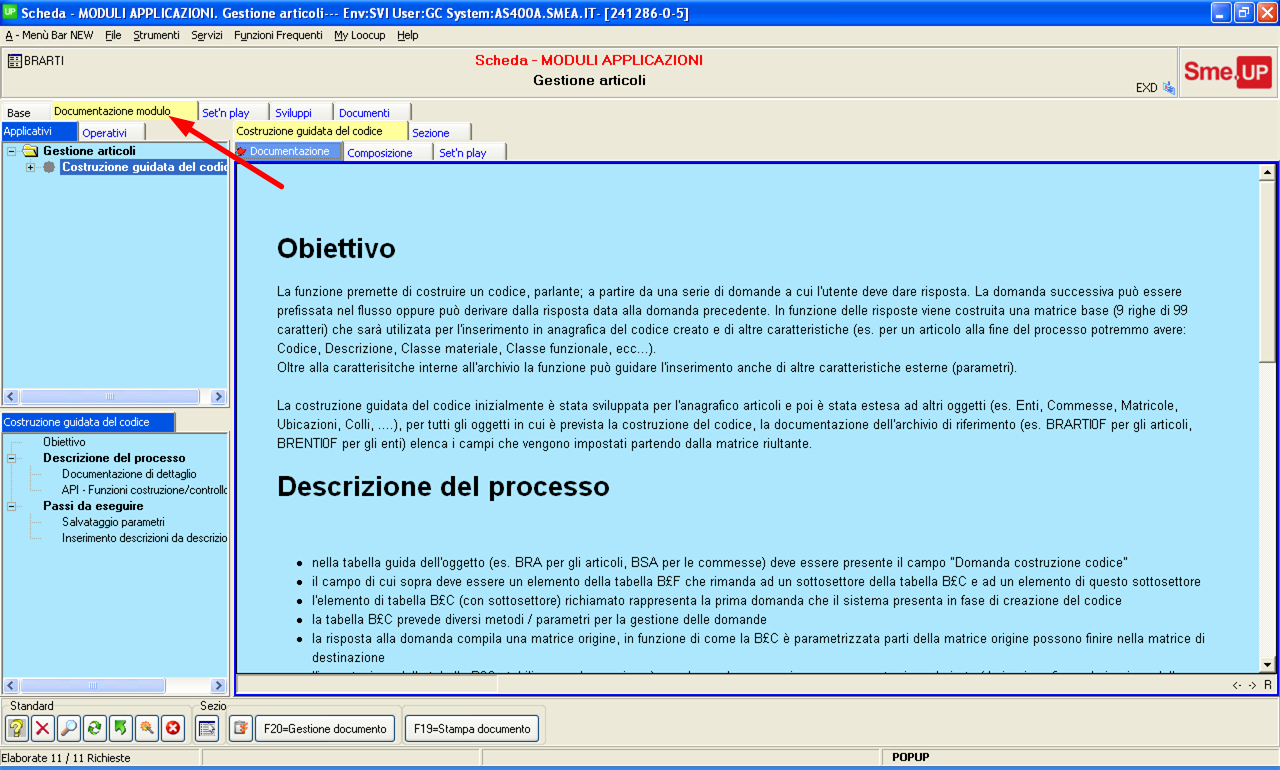 UP Scheda - MODULI APPLICAZIONI. Gestione articoli--- Env:SVI User:GC System:AS400A.SMEA.IT- [241286-0-5]
A - Menù Bar NEW File Strumenti Servizi Funzioni Frequenti My Loocup Help
BRARTI
Scheda - MODULI APPLICAZIONI
Gestione articoli
EXD
Sme.UP
Base Documentazione modulo Set'n play Sviluppi Documenti
Applicativi Operativi
Gestione articoli
Costruzione guidata del codic
Costruzione guidata del codice Sezione
Documentazione Composizione Set'n play
Obiettivo
La funzione premette di costruire un codice, parlante; a partire da una serie di domande a cui l'utente deve dare risposta. La domanda successiva può essere
prefissata nel flusso oppure può derivare dalla risposta data alla domanda precedente. In funzione delle risposte viene costruita una matrice base (9 righe di 99
caratteri) che sarà utilizata per l'inserimento in anagrafica del codice creato e di altre caratteristiche (es. per un articolo alla fine del processo potremmo avere:
Codice, Descrizione, Classe materiale, Classe funzionale, ecc...).
Oltre alla caratterisitche interne all'archivio la funzione può guidare l'inserimento anche di altre caratteristiche esterne (parametri).
La costruzione guidata del codice inizialmente è stata sviluppata per l'anagrafico articoli e poi è stata estesa ad altri oggetti (es. Enti, Commesse, Matricole,
Ubicazioni, Colli, ....), per tutti gli oggetti in cui è prevista la costruzione del codice, la documentazione dell'archivio di riferimento (es. BRARTI0F per gli articoli,
BRENTI0F per gli enti) elenca i campi che vengono impostati partendo dalla matrice riultante.
Descrizione del processo
nella tabella guida dell'oggetto (es. BRA per gli articoli, BSA per le commesse) deve essere presente il campo "Domanda costruzione codice"
il campo di cui sopra deve essere un elemento della tabella B£F che rimanda ad un sottosettore della tabella B£C e ad un elemento di questo sottosettore
l'elemento di tabella B£C (con sottosettore) richiamato rappresenta la prima domanda che il sistema presenta in fase di creazione del codice
la tabella B£C prevede diversi metodi / parametri per la gestione delle domande
la risposta alla domanda compila una matrice origine, in funzione di come la B£C è parametrizzata parti della matrice origine possono finire nella matrice di
destinazione
Costruzione guidata del codice
Obiettivo
Descrizione del processo
Documentazione di dettaglio
API - Funzioni costruzione/controllo
Passi da eseguire
Salvataggio parametri
Inserimento descrizioni da descrizio
<- -> R
Standard Sezio
F20=Gestione documento F19=Stampa documento
Elaborate 11 / 11 Richieste POPUP